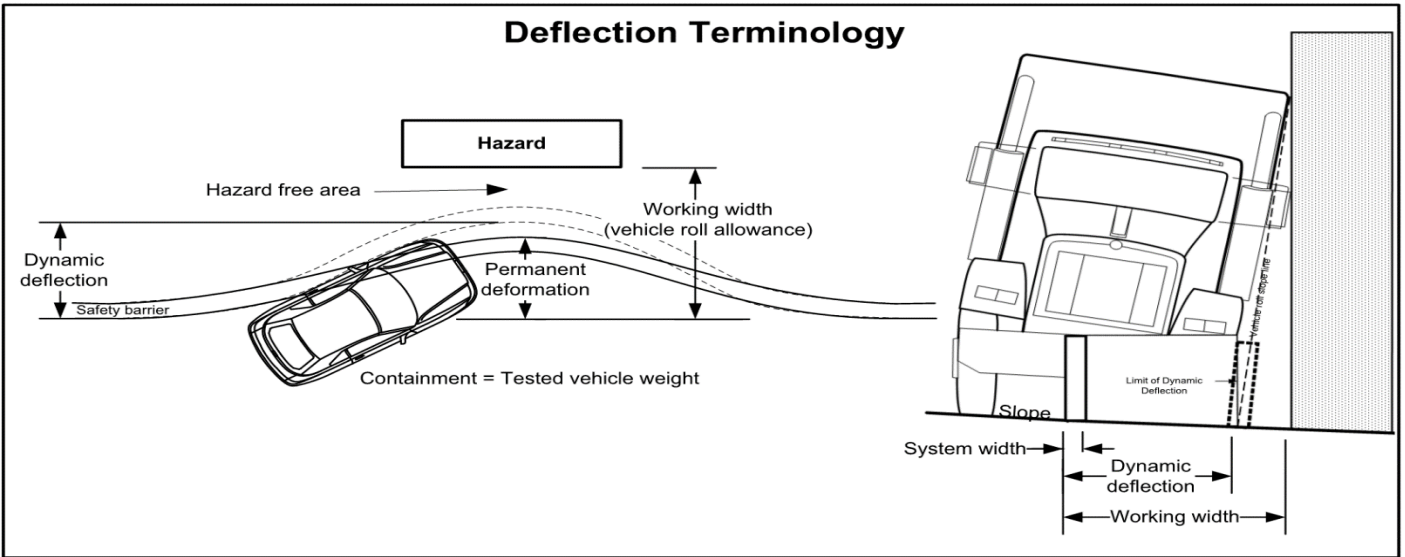 Deflection Terminology
Hazard
Hazard free area
Working width
(vehicle roll allowance)
Dynamic
deflection
Permanent
deformation
Safety barrier
Containment = Tested vehicle weight
Vehicle roll slope line
Limit of Dynamic
Deflection
Slope
System width
Dynamic
deflection
Working width